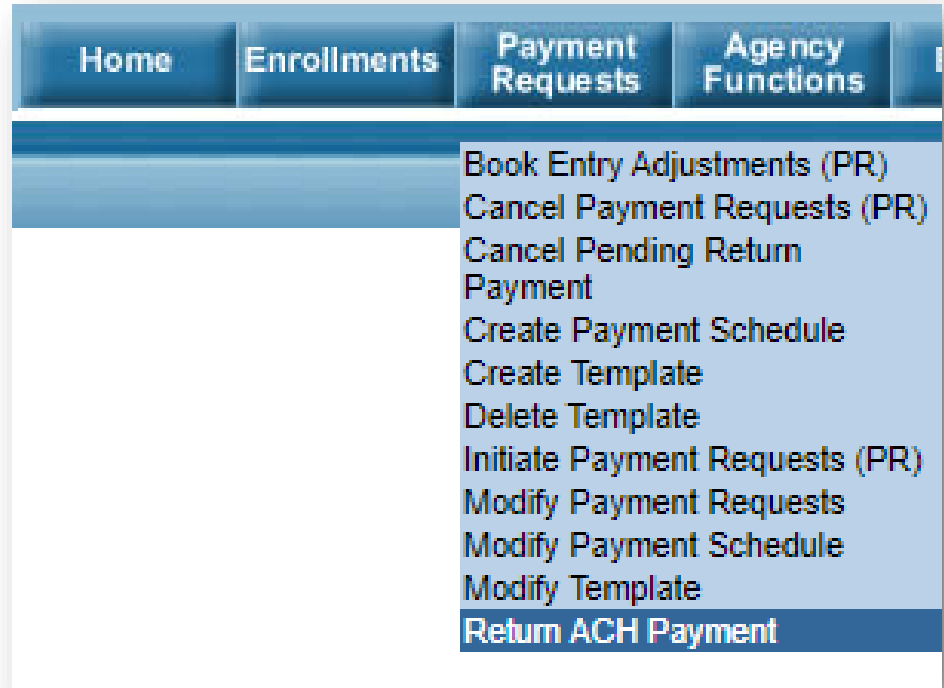 Home
Enrollments
Payment
Requests
Agency
Functions
Book Entry Adjustments (PR)
Cancel Payment Requests (PR)
Cancel Pending Return
Payment
Create Payment Schedule
Create Template
Delete Template
Initiate Payment Requests (PR)
Modify Payment Requests
Modify Payment Schedule
Modify Template
Return ACH Payment